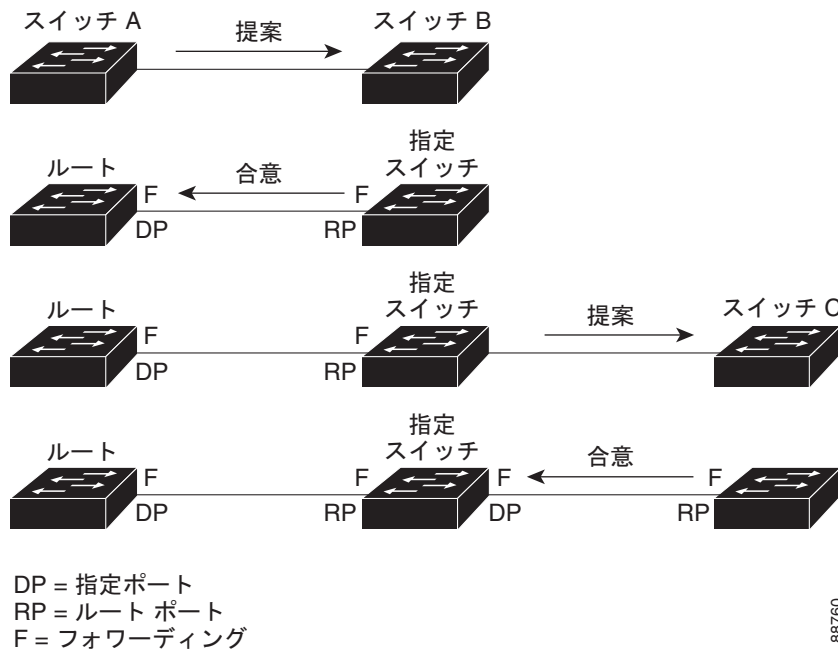 スイッチ A
提案
スイッチ B
ルート
合意
指定
スイッチ
F
F
DP
RP
ルート
指定
スイッチ
提案
スイッチ C
F
F
DP
RP
ルート
指定
スイッチ
合意
F
F
F
F
DP
RP
DP
RP
DP = 指定ポート
RP = ルート ポート
F = フォワーディング
88760